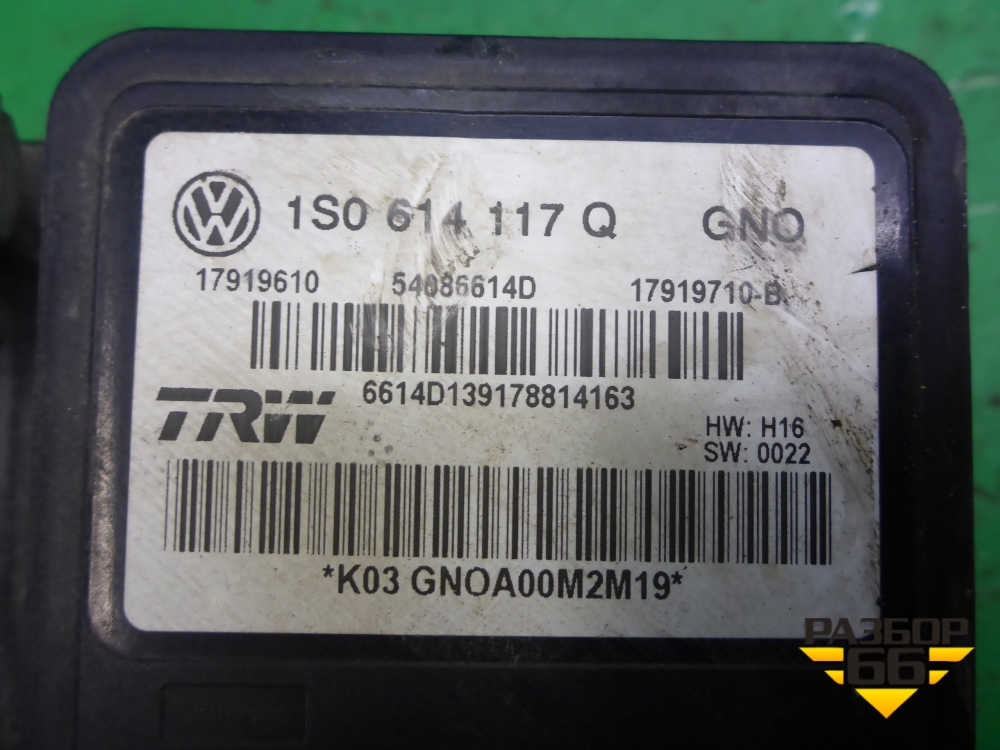 1S0 614 117 Q GNO
17919610 54086614D 17919710-B.
6614D139178814163
TRW
HW: H16
SW: 0022
*K03 GNOA00M2M19*
РАЗБОР
66